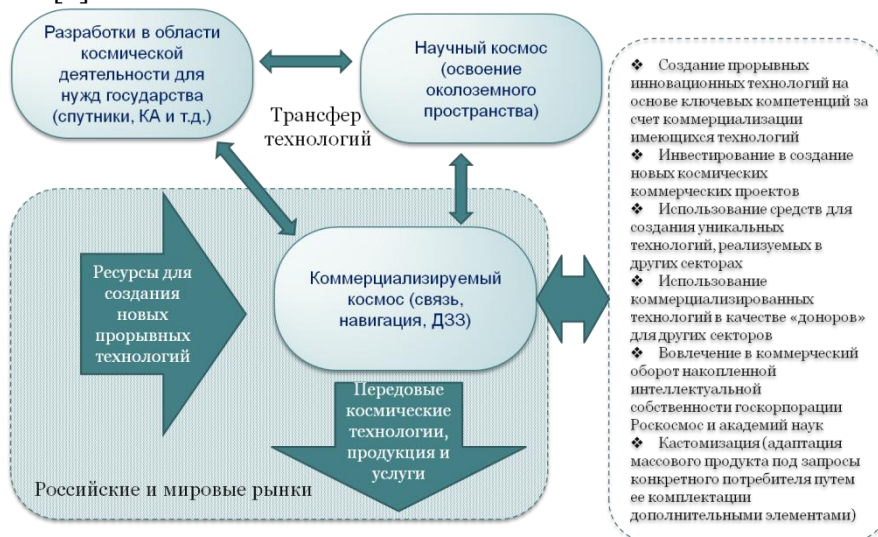 Разработки в области
космической
деятельности для
нужд государства
(спутники, КА и т.д.)
Научный космос
(освоение
околоземного
пространства)
Трансфер
технологий
Ресурсы для
создания
новых
прорывных
технологий
Коммерциализируемый
космос (связь,
навигация, ДЗЗ)
Передовые
космические
технологии,
продукция и
услуги
Российские и мировые рынки
❖ Создание прорывных
инновационных технологий на
основе ключевых компетенций за
счет коммерциализации
имеющихся технологий
❖ Инвестирование в создание
новых космических
коммерческих проектов
❖ Использование средств для
создания уникальных
технологий, реализуемых в
других секторах
❖ Использование
коммерциализированных
технологий в качестве «доноров»
для других секторов
❖ Вовлечение в коммерческий
оборот накопленной
интеллектуальной
собственности госкорпорации
Роскосмос и академий наук
❖ Кастомизация (адаптация
массового продукта под запросы
конкретного потребителя путем
ее комплектации
дополнительными элементами)